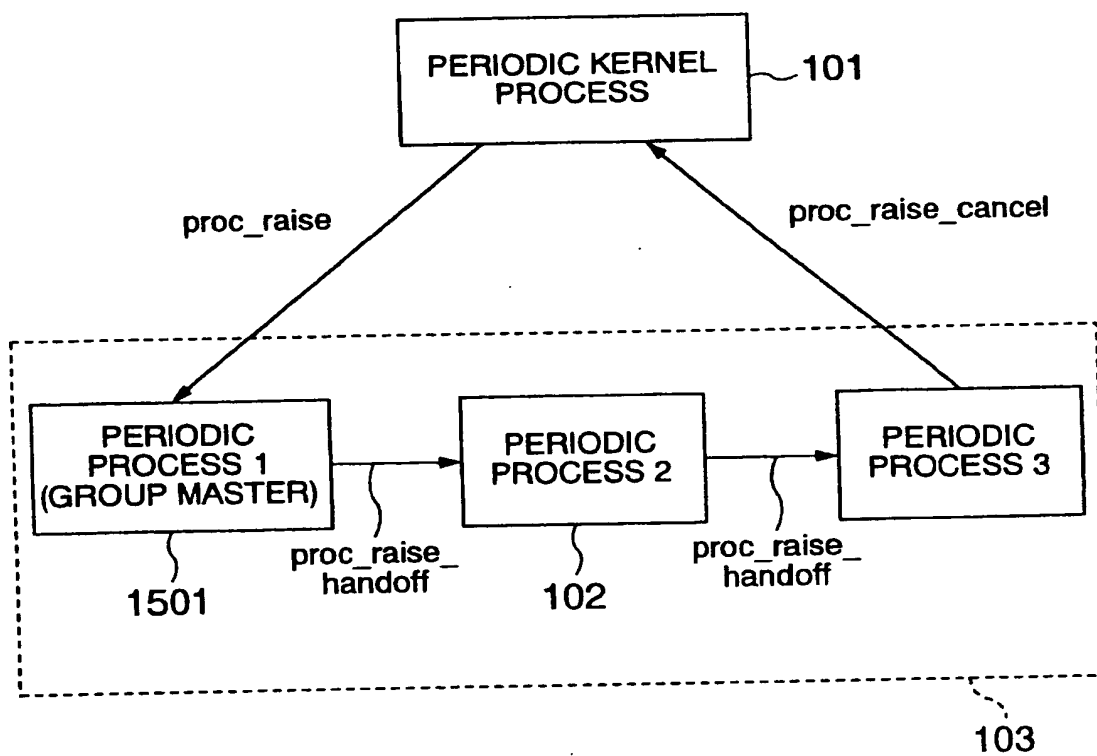 PERIODIC KERNEL
PROCESS
101
proc_raise
proc_raise_cancel
PERIODIC
PROCESS 1
(GROUP MASTER)
PERIODIC
PROCESS 2
PERIODIC
PROCESS 3
proc_raise_
handoff
proc_raise_
handoff
1501
102
103